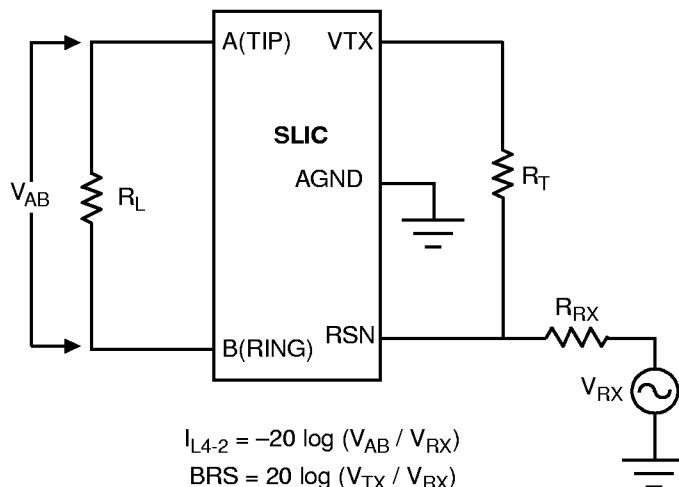 A(TIP) VTX
SLIC
V_AB R_L AGND R_T
R_RX
B(RING) RSN
V_RX
I_L4-2 = –20 log (V_AB / V_RX)
BRS = 20 log (V_TX / V_RX)